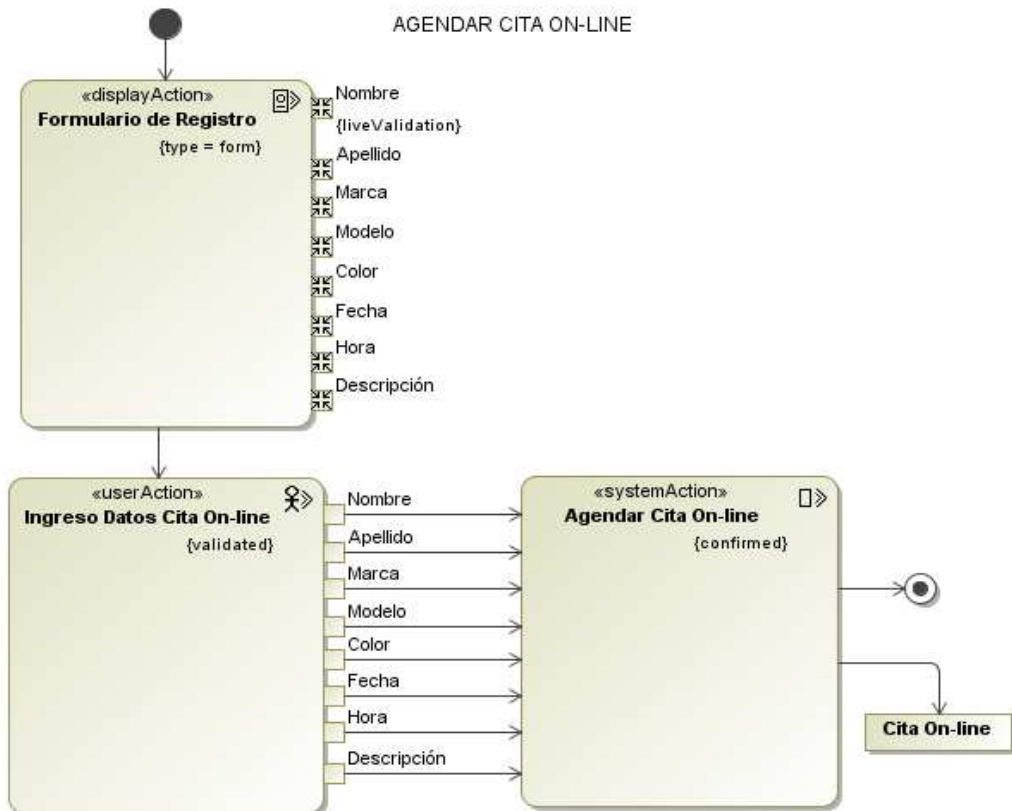 AGENDAR CITA ON-LINE
«displayAction»
Formulario de Registro
{type = form}
Nombre
{liveValidation}
Apellido
Marca
Modelo
Color
Fecha
Hora
Descripción
«userAction»
Ingreso Datos Cita On-line
{validated}
Nombre
Apellido
Marca
Modelo
Color
Fecha
Hora
Descripción
«systemAction»
Agendar Cita On-line
{confirmed}
Cita On-line